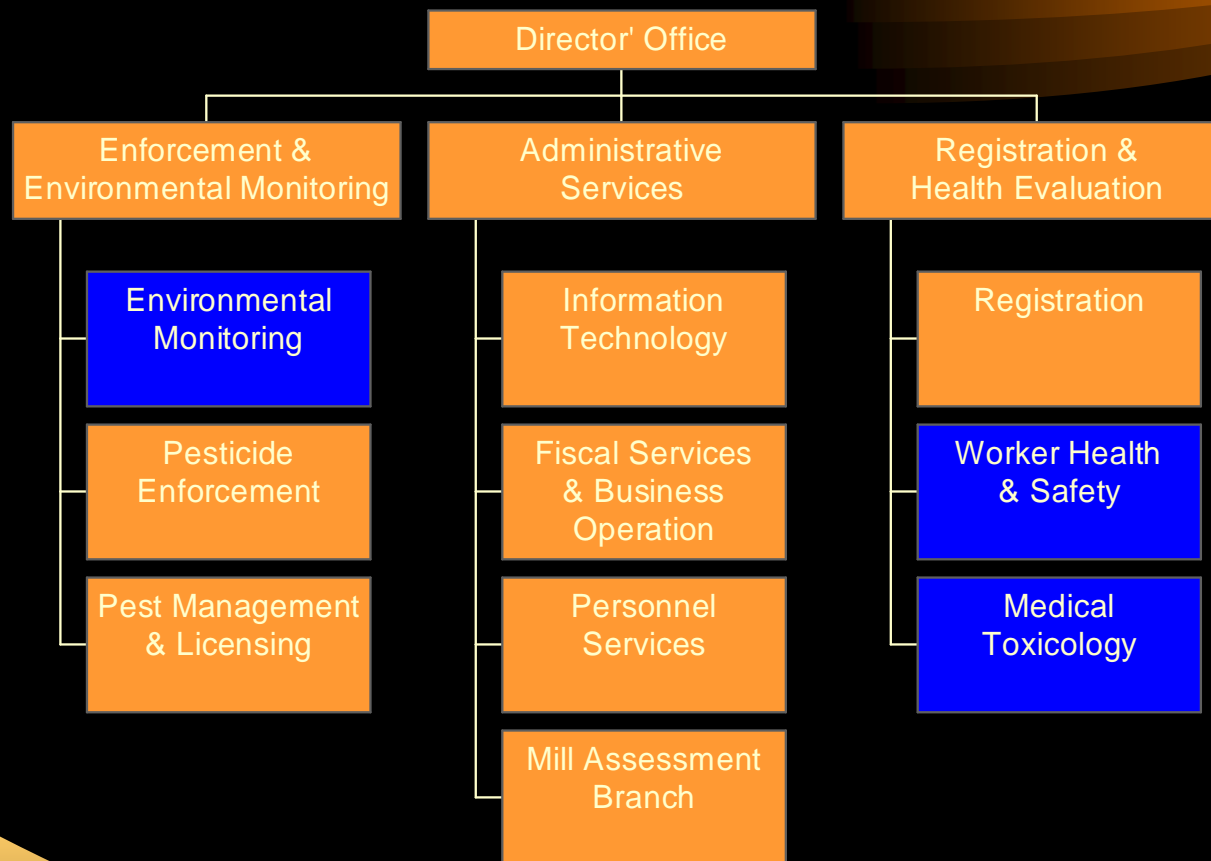 Director' Office
Enforcement &
Environmental Monitoring
Administrative
Services
Registration &
Health Evaluation
Environmental
Monitoring
Information
Technology
Registration
Pesticide
Enforcement
Fiscal Services
& Business
Operation
Worker Health
& Safety
Pest Management
& Licensing
Personnel
Services
Medical
Toxicology
Mill Assessment
Branch